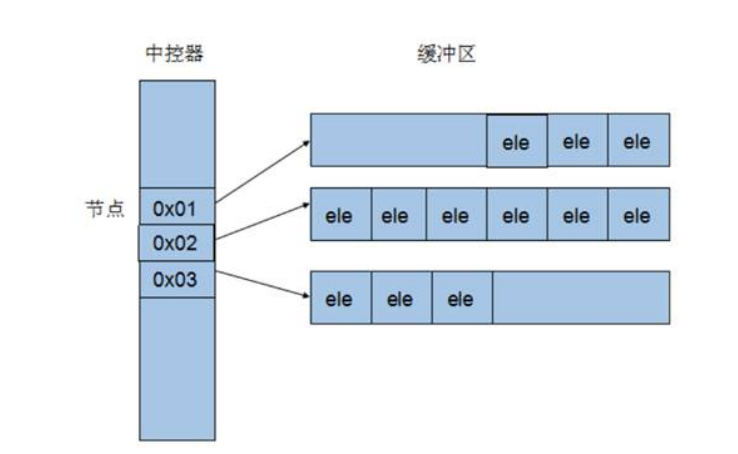 中控器
缓冲区
ele ele ele
节点 0x01
ele ele ele ele ele ele
0x02
0x03
ele ele ele